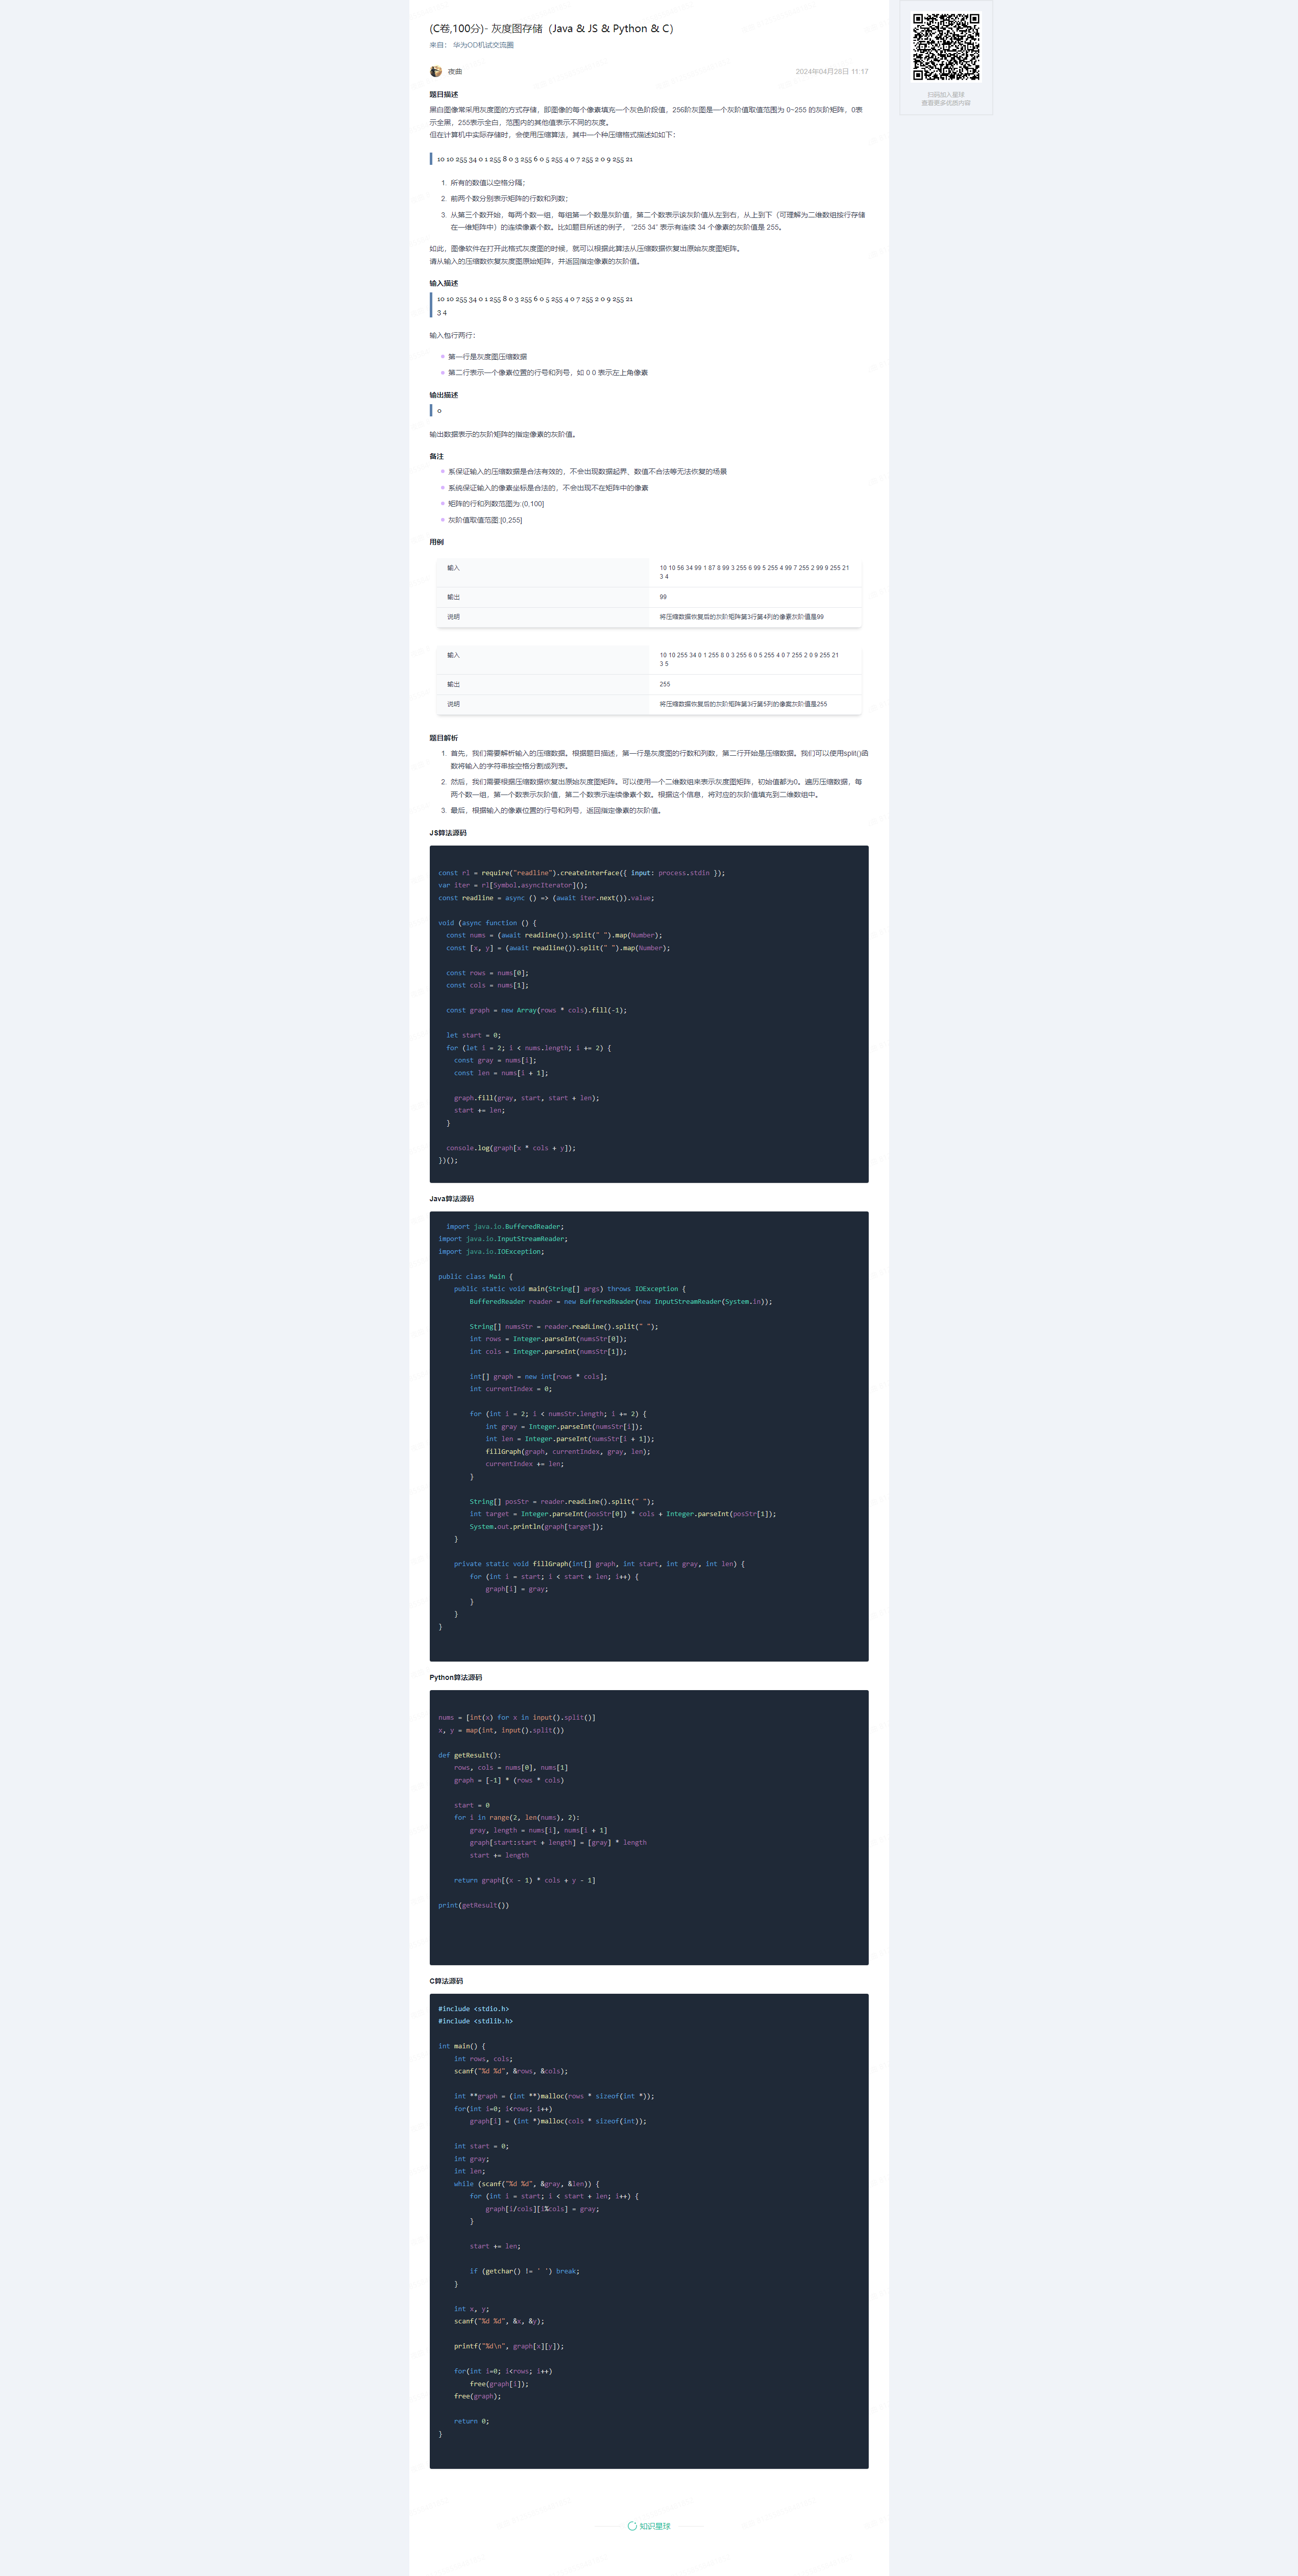 (C卷,100分)- 灰度图存储（Java & JS & Python & C）
来自： 华为OD机试交流圈
夜曲
2024年04月28日 11:17
扫码加入星球
查看更多优质内容
题目描述
黑白图像常采用灰度图的方式存储，即图像的每个像素填充一个灰色阶段值，256阶灰图是一个灰阶值取值范围为 0~255 的灰阶矩阵，0表
示全黑，255表示全白，范围内的其他值表示不同的灰度。
但在计算机中实际存储时，会使用压缩算法，其中一个种压缩格式描述如如下：
10 10 255 34 0 1 255 8 0 3 255 6 0 5 255 4 0 7 255 2 0 9 255 21
1. 所有的数值以空格分隔；
2. 前两个数分别表示矩阵的行数和列数；
3. 从第三个数开始，每两个数一组，每组第一个数是灰阶值，第二个数表示该灰阶值从左到右，从上到下（可理解为二维数组按行存储
在一维矩阵中）的连续像素个数。比如题目所述的例子， “255 34” 表示有连续 34 个像素的灰阶值是 255。
如此，图像软件在打开此格式灰度图的时候，就可以根据此算法从压缩数据恢复出原始灰度图矩阵。
请从输入的压缩数恢复灰度图原始矩阵，并返回指定像素的灰阶值。
输入描述
10 10 255 34 0 1 255 8 0 3 255 6 0 5 255 4 0 7 255 2 0 9 255 21
3 4
输入包行两行：
第一行是灰度图压缩数据
第二行表示一个像素位置的行号和列号，如 0 0 表示左上角像素
输出描述
0
输出数据表示的灰阶矩阵的指定像素的灰阶值。
备注
系保证输入的压缩数据是合法有效的，不会出现数据起界、数值不合法等无法恢复的场景
系统保证输入的像素坐标是合法的，不会出现不在矩阵中的像素
矩阵的行和列数范围为:(0,100]
灰阶值取值范围:[0,255]
用例
输入
10 10 56 34 99 1 87 8 99 3 255 6 99 5 255 4 99 7 255 2 99 9 255 21
3 4
输出
99
说明
将压缩数据恢复后的灰阶矩阵第3行第4列的像素灰阶值是99
输入
10 10 255 34 0 1 255 8 0 3 255 6 0 5 255 4 0 7 255 2 0 9 255 21
3 5
输出
255
说明
将压缩数据恢复后的灰阶矩阵第3行第5列的像素灰阶值是255
题目解析
1. 首先，我们需要解析输入的压缩数据。根据题目描述，第一行是灰度图的行数和列数，第二行开始是压缩数据。我们可以使用split()函
数将输入的字符串按空格分割成列表。
2. 然后，我们需要根据压缩数据恢复出原始灰度图矩阵。可以使用一个二维数组来表示灰度图矩阵，初始值都为0。遍历压缩数据，每
两个数一组，第一个数表示灰阶值，第二个数表示连续像素个数。根据这个信息，将对应的灰阶值填充到二维数组中。
3. 最后，根据输入的像素位置的行号和列号，返回指定像素的灰阶值。
JS算法源码
const rl = require("readline").createInterface({ input: process.stdin });
var iter = rl[Symbol.asyncIterator]();
const readline = async () => (await iter.next()).value;
void (async function () {
  const nums = (await readline()).split(" ").map(Number);
  const [x, y] = (await readline()).split(" ").map(Number);
  const rows = nums[0];
  const cols = nums[1];
  const graph = new Array(rows * cols).fill(-1);
  let start = 0;
  for (let i = 2; i < nums.length; i += 2) {
    const gray = nums[i];
    const len = nums[i + 1];
    graph.fill(gray, start, start + len);
    start += len;
  }
  console.log(graph[x * cols + y]);
})();
Java算法源码
  import java.io.BufferedReader;
import java.io.InputStreamReader;
import java.io.IOException;
public class Main {
    public static void main(String[] args) throws IOException {
        BufferedReader reader = new BufferedReader(new InputStreamReader(System.in));
        String[] numsStr = reader.readLine().split(" ");
        int rows = Integer.parseInt(numsStr[0]);
        int cols = Integer.parseInt(numsStr[1]);
        int[] graph = new int[rows * cols];
        int currentIndex = 0;
        for (int i = 2; i < numsStr.length; i += 2) {
            int gray = Integer.parseInt(numsStr[i]);
            int len = Integer.parseInt(numsStr[i + 1]);
            fillGraph(graph, currentIndex, gray, len);
            currentIndex += len;
        }
        String[] posStr = reader.readLine().split(" ");
        int target = Integer.parseInt(posStr[0]) * cols + Integer.parseInt(posStr[1]);
        System.out.println(graph[target]);
    }
    private static void fillGraph(int[] graph, int start, int gray, int len) {
        for (int i = start; i < start + len; i++) {
            graph[i] = gray;
        }
    }
}
Python算法源码
nums = [int(x) for x in input().split()]
x, y = map(int, input().split())
def getResult():
    rows, cols = nums[0], nums[1]
    graph = [-1] * (rows * cols)
    start = 0
    for i in range(2, len(nums), 2):
        gray, length = nums[i], nums[i + 1]
        graph[start:start + length] = [gray] * length
        start += length
    return graph[(x - 1) * cols + y - 1]
print(getResult())
C算法源码
#include <stdio.h>
#include <stdlib.h>
int main() {
    int rows, cols;
    scanf("%d %d", &rows, &cols);
    int **graph = (int **)malloc(rows * sizeof(int *));
    for(int i=0; i<rows; i++)
        graph[i] = (int *)malloc(cols * sizeof(int));
    int start = 0;
    int gray;
    int len;
    while (scanf("%d %d", &gray, &len)) {
        for (int i = start; i < start + len; i++) {
            graph[i/cols][i%cols] = gray;
        }
        start += len;
        if (getchar() != ' ') break;
    }
    int x, y;
    scanf("%d %d", &x, &y);
    printf("%d\n", graph[x][y]);
    for(int i=0; i<rows; i++)
        free(graph[i]);
    free(graph);
    return 0;
}
知识星球